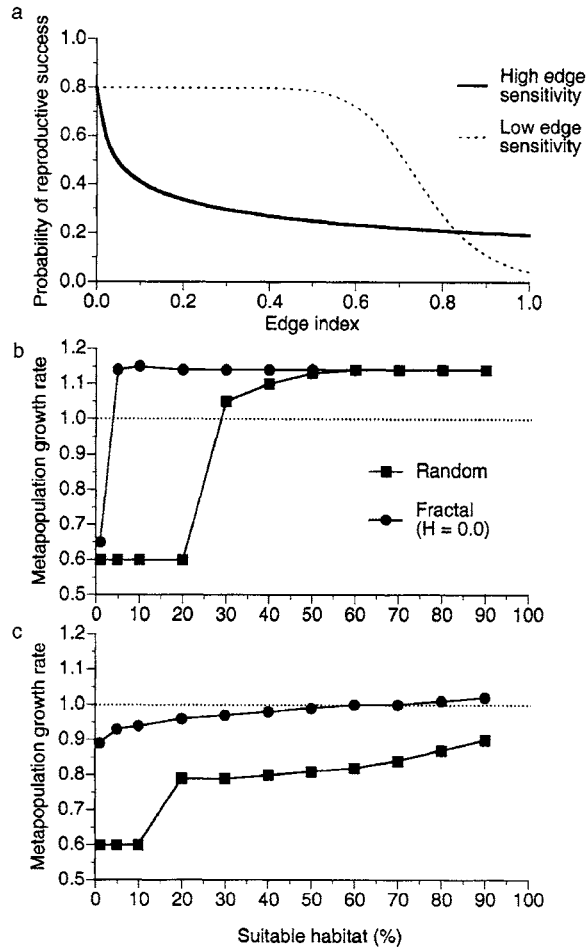 a
Probability of reproductive success
1.0
0.8
0.6
0.4
0.2
0.0
High edge
sensitivity
Low edge
sensitivity
0.0 0.2 0.4 0.6 0.8 1.0
Edge index
b
Metapopulation growth rate
1.2
1.1
1.0
0.9
0.8
0.7
0.6
0.5
Random
Fractal
(H = 0.0)
0 10 20 30 40 50 60 70 80 90 100
c
Metapopulation growth rate
1.2
1.1
1.0
0.9
0.8
0.7
0.6
0.5
0 10 20 30 40 50 60 70 80 90 100
Suitable habitat (%)